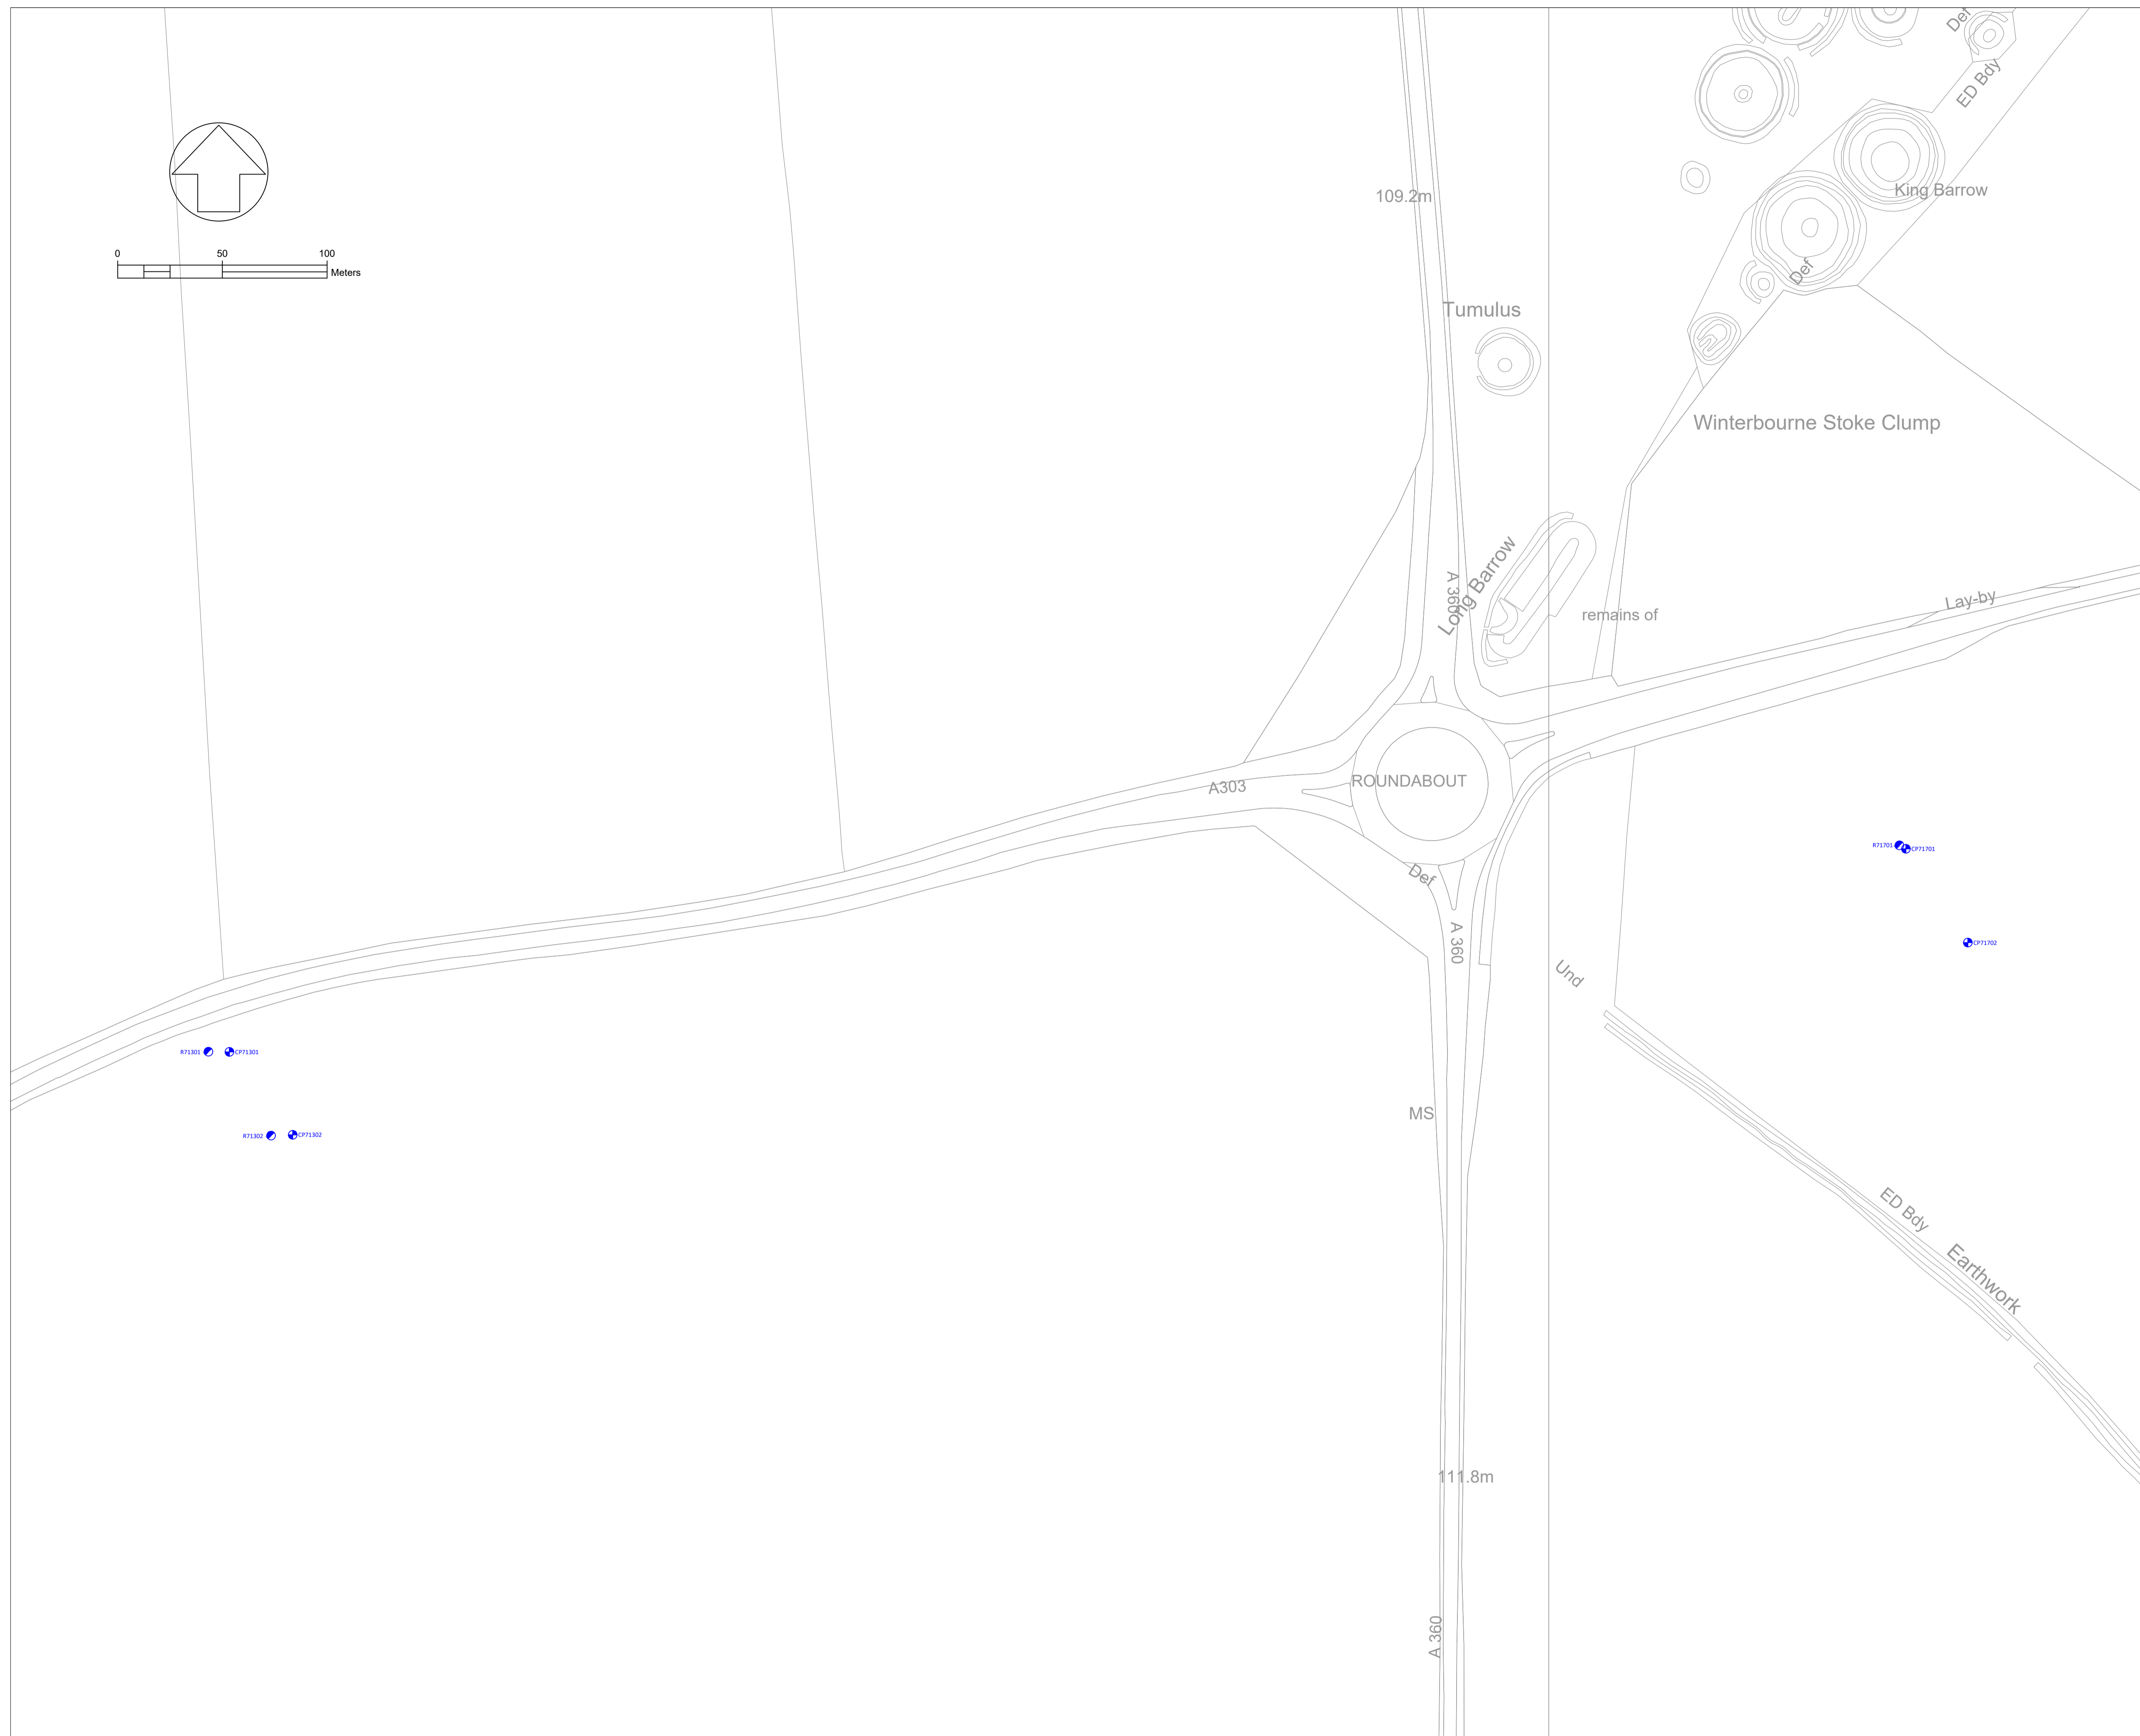 Def
ED Bdy
King Barrow
109.2m
0 50 100
Meters
Def
Tumulus
Winterbourne Stoke Clump
Long Barrow
A 360
Lay-by
remains of
ROUNDABOUT
A303
R71701 CP71701
Def
A 360
CP71702
Und
R71301 CP71301
MS
R71302 CP71302
ED Bdy
Earthwork
111.8m
A 360